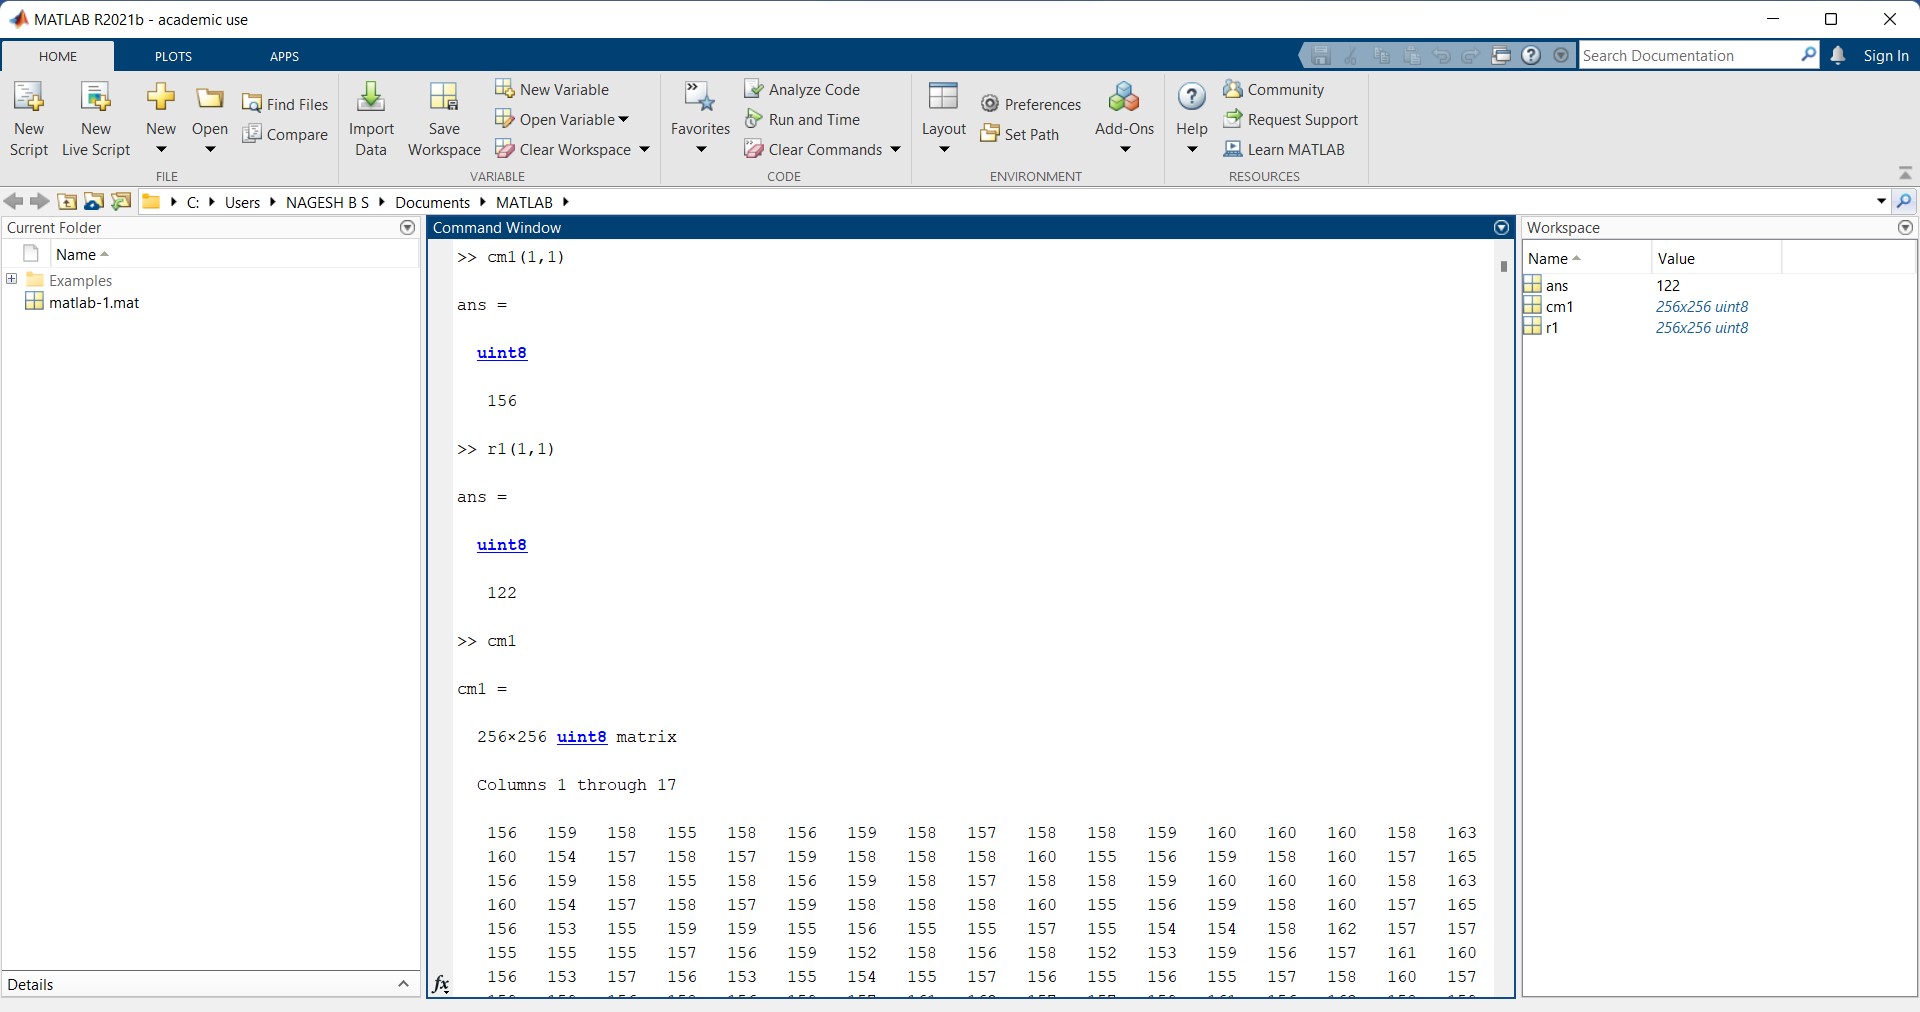 MATLAB R2021b - academic use
HOME PLOTS APPS
Search Documentation
Sign In
New Script
New Live Script
New
Open
Find Files
Compare
FILE
Import Data
Save Workspace
New Variable
Open Variable
Clear Workspace
VARIABLE
Favorites
Analyze Code
Run and Time
Clear Commands
CODE
Layout
Preferences
Set Path
Add-Ons
ENVIRONMENT
Help
Community
Request Support
Learn MATLAB
RESOURCES
C: Users NAGESH B S Documents MATLAB
Current Folder
Name
Examples
matlab-1.mat
Details
Command Window
>> cm1(1,1)
ans =
uint8
156
>> r1(1,1)
ans =
uint8
122
>> cm1
cm1 =
256×256 uint8 matrix
Columns 1 through 17
156 159 158 155 158 156 159 158 157 158 158 159 160 160 160 158 163
160 154 157 158 157 159 158 158 158 160 155 156 159 158 160 157 165
156 159 158 155 158 156 159 158 157 158 158 159 160 160 160 158 163
160 154 157 158 157 159 158 158 158 160 155 156 159 158 160 157 165
156 153 155 159 159 155 156 155 155 157 155 154 154 158 162 157 157
155 155 155 157 156 159 152 158 156 158 152 153 159 156 157 161 160
156 153 157 156 153 155 154 155 157 156 155 156 155 157 158 160 157
fx
Workspace
Name Value
ans 122
cm1 256x256 uint8
r1 256x256 uint8